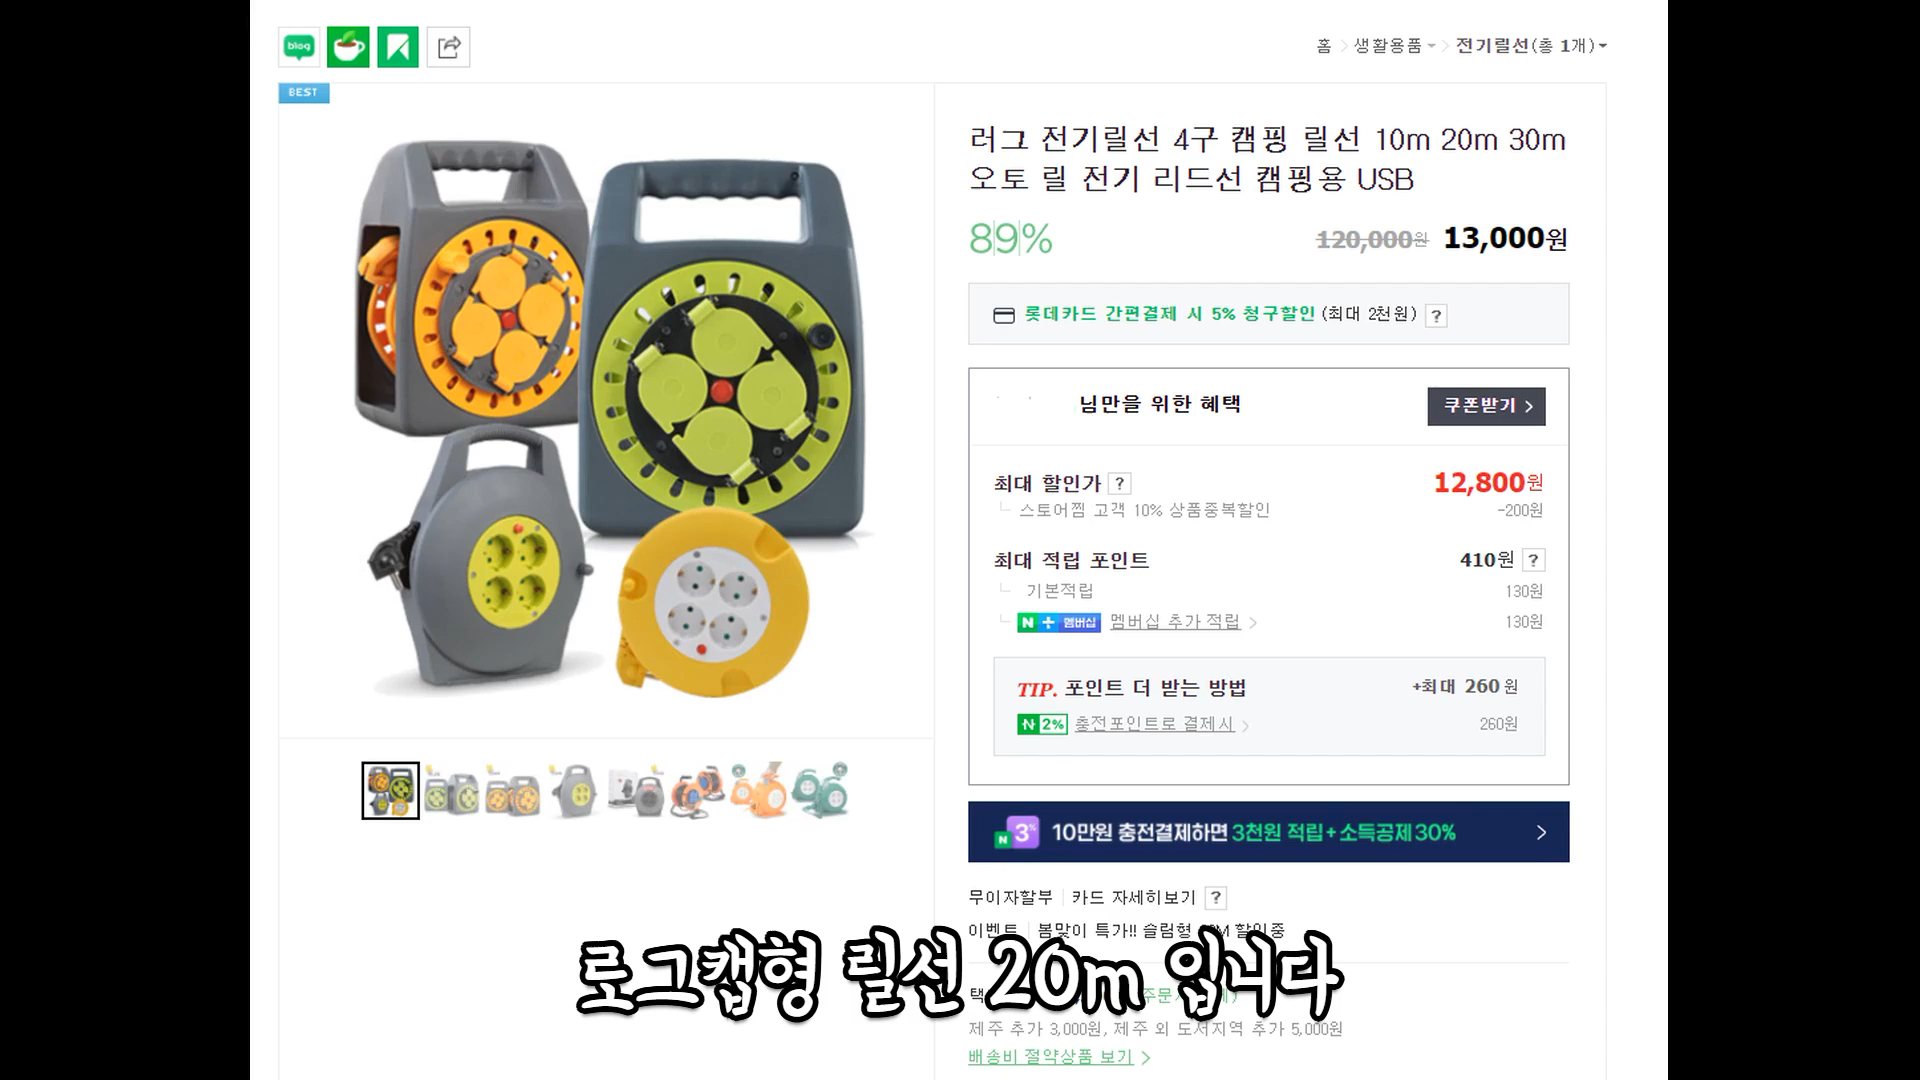 blog
홈 > 생활용품 > 전기릴선(총 1개)
BEST
러그 전기릴선 4구 캠핑 릴선 10m 20m 30m
오토 릴 전기 리드선 캠핑용 USB
89% 120,000원 13,000원
롯데카드 간편결제 시 5% 청구할인 (최대 2천원) ?
님만을 위한 혜택 쿠폰받기 >
최대 할인가 ? 12,800원
스토어찜 고객 10% 상품중복할인 -200원
최대 적립 포인트 410원 ?
기본적립 130원
N + 멤버십 멤버십 추가 적립 > 130원
TIP. 포인트 더 받는 방법 +최대 260원
N 2% 충전포인트로 결제시 > 260원
N 3% 10만원 충전결제하면 3천원 적립+소득공제 30% >
무이자할부 카드 자세히보기 ?
이벤트 봄맞이 특가!! 슬림형 할인중
로그캡형 릴선 20m 입니다
제주 추가 3,000원, 제주 외 도서지역 추가 5,000원
배송비 절약상품 보기 >